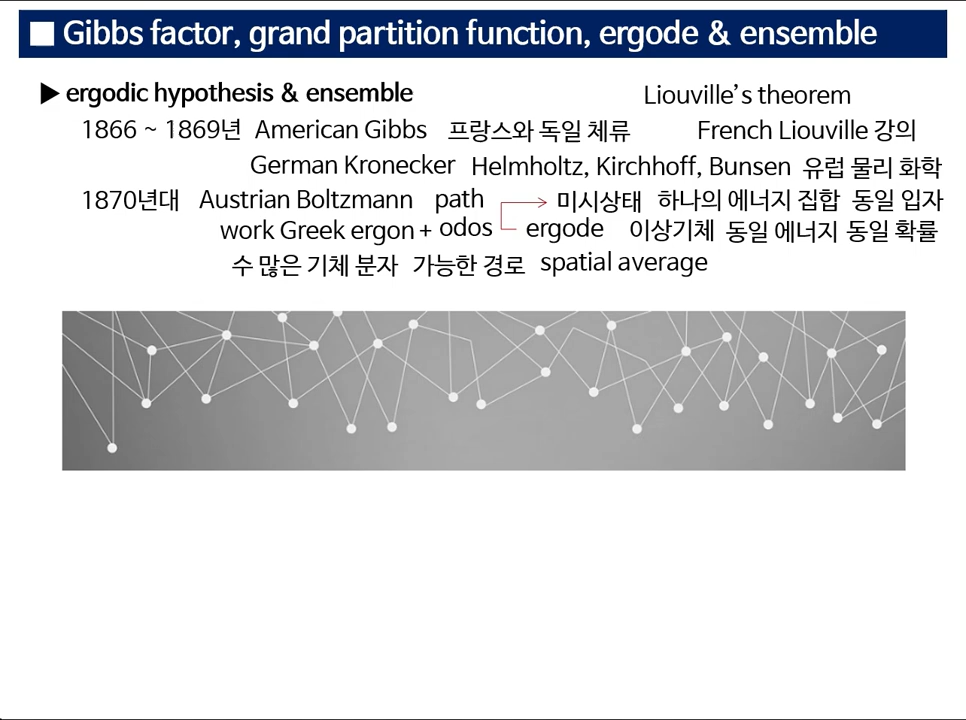 ■ Gibbs factor, grand partition function, ergode & ensemble
▶ ergodic hypothesis & ensemble Liouville's theorem
1866 ~ 1869년 American Gibbs 프랑스와 독일 체류 French Liouville 강의
German Kronecker Helmholtz, Kirchhoff, Bunsen 유럽 물리 화학
1870년대 Austrian Boltzmann path 미시상태 하나의 에너지 집합 동일 입자
work Greek ergon + odos ergode 이상기체 동일 에너지 동일 확률
수 많은 기체 분자 가능한 경로 spatial average